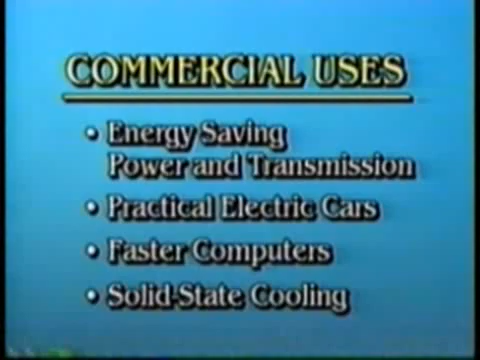 COMMERCIAL USES
• Energy Saving
Power and Transmission
• Practical Electric Cars
• Faster Computers
• Solid-State Cooling